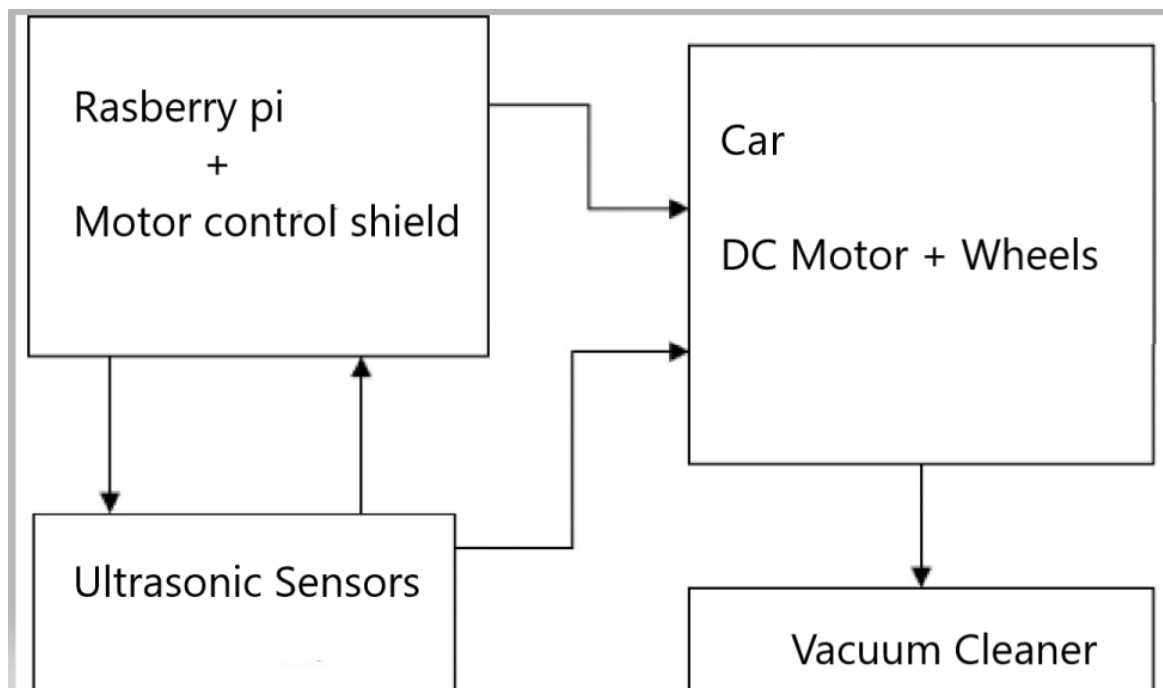 Rasberry pi
+
Motor control shield
Car
DC Motor + Wheels
Ultrasonic Sensors
Vacuum Cleaner